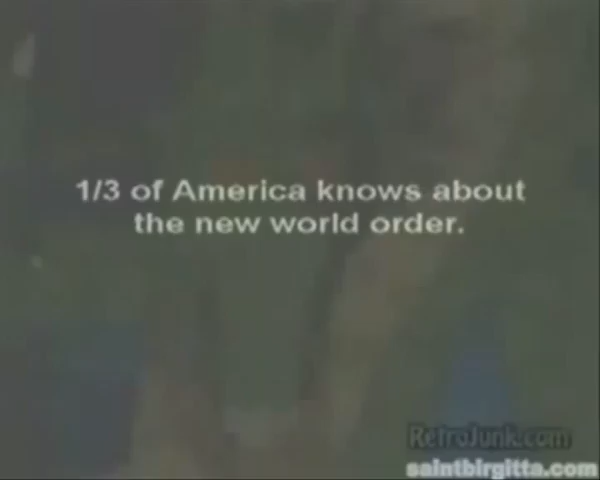 1/3 of America knows about
the new world order.
RetroJunk.com
saintbirgitta.com